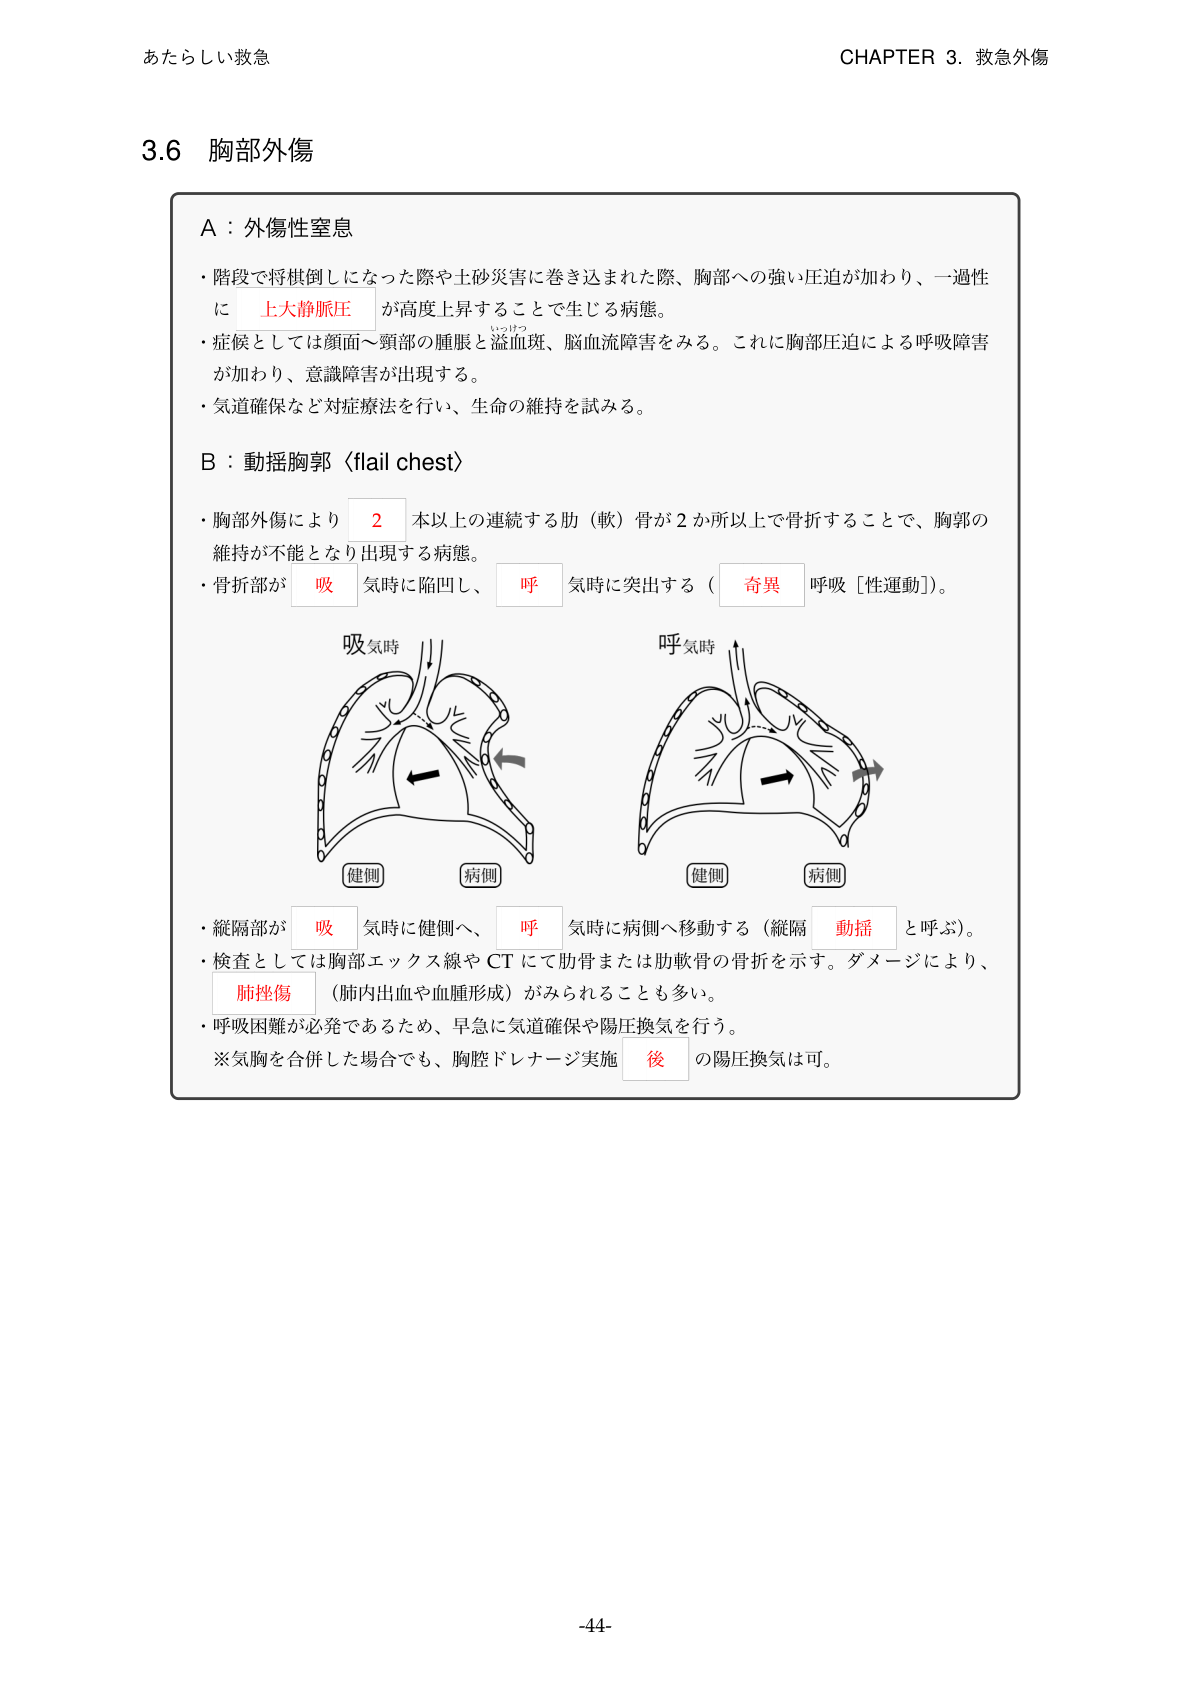 あたらしい救急
CHAPTER 3. 救急外傷
3.6 胸部外傷
A：外傷性窒息
・階段で将棋倒しになった際や土砂災害に巻き込まれた際、胸部への強い圧迫が加わり、一過性
に 上大静脈圧 が高度上昇することで生じる病態。
いっけつ
・症候としては顔面〜頸部の腫脹と溢血斑、脳血流障害をみる。これに胸部圧迫による呼吸障害
が加わり、意識障害が出現する。
・気道確保など対症療法を行い、生命の維持を試みる。
B：動揺胸郭〈flail chest〉
・胸部外傷により 2 本以上の連続する肋（軟）骨が2か所以上で骨折することで、胸郭の
維持が不能となり出現する病態。
・骨折部が 吸 気時に陥凹し、 呼 気時に突出する（ 奇異 呼吸［性運動］）。
吸気時 呼気時
健側 病側 健側 病側
・縦隔部が 吸 気時に健側へ、 呼 気時に病側へ移動する（縦隔 動揺 と呼ぶ）。
・検査としては胸部エックス線や CT にて肋骨または肋軟骨の骨折を示す。ダメージにより、
肺挫傷 （肺内出血や血腫形成）がみられることも多い。
・呼吸困難が必発であるため、早急に気道確保や陽圧換気を行う。
※気胸を合併した場合でも、胸腔ドレナージ実施 後 の陽圧換気は可。
-44-